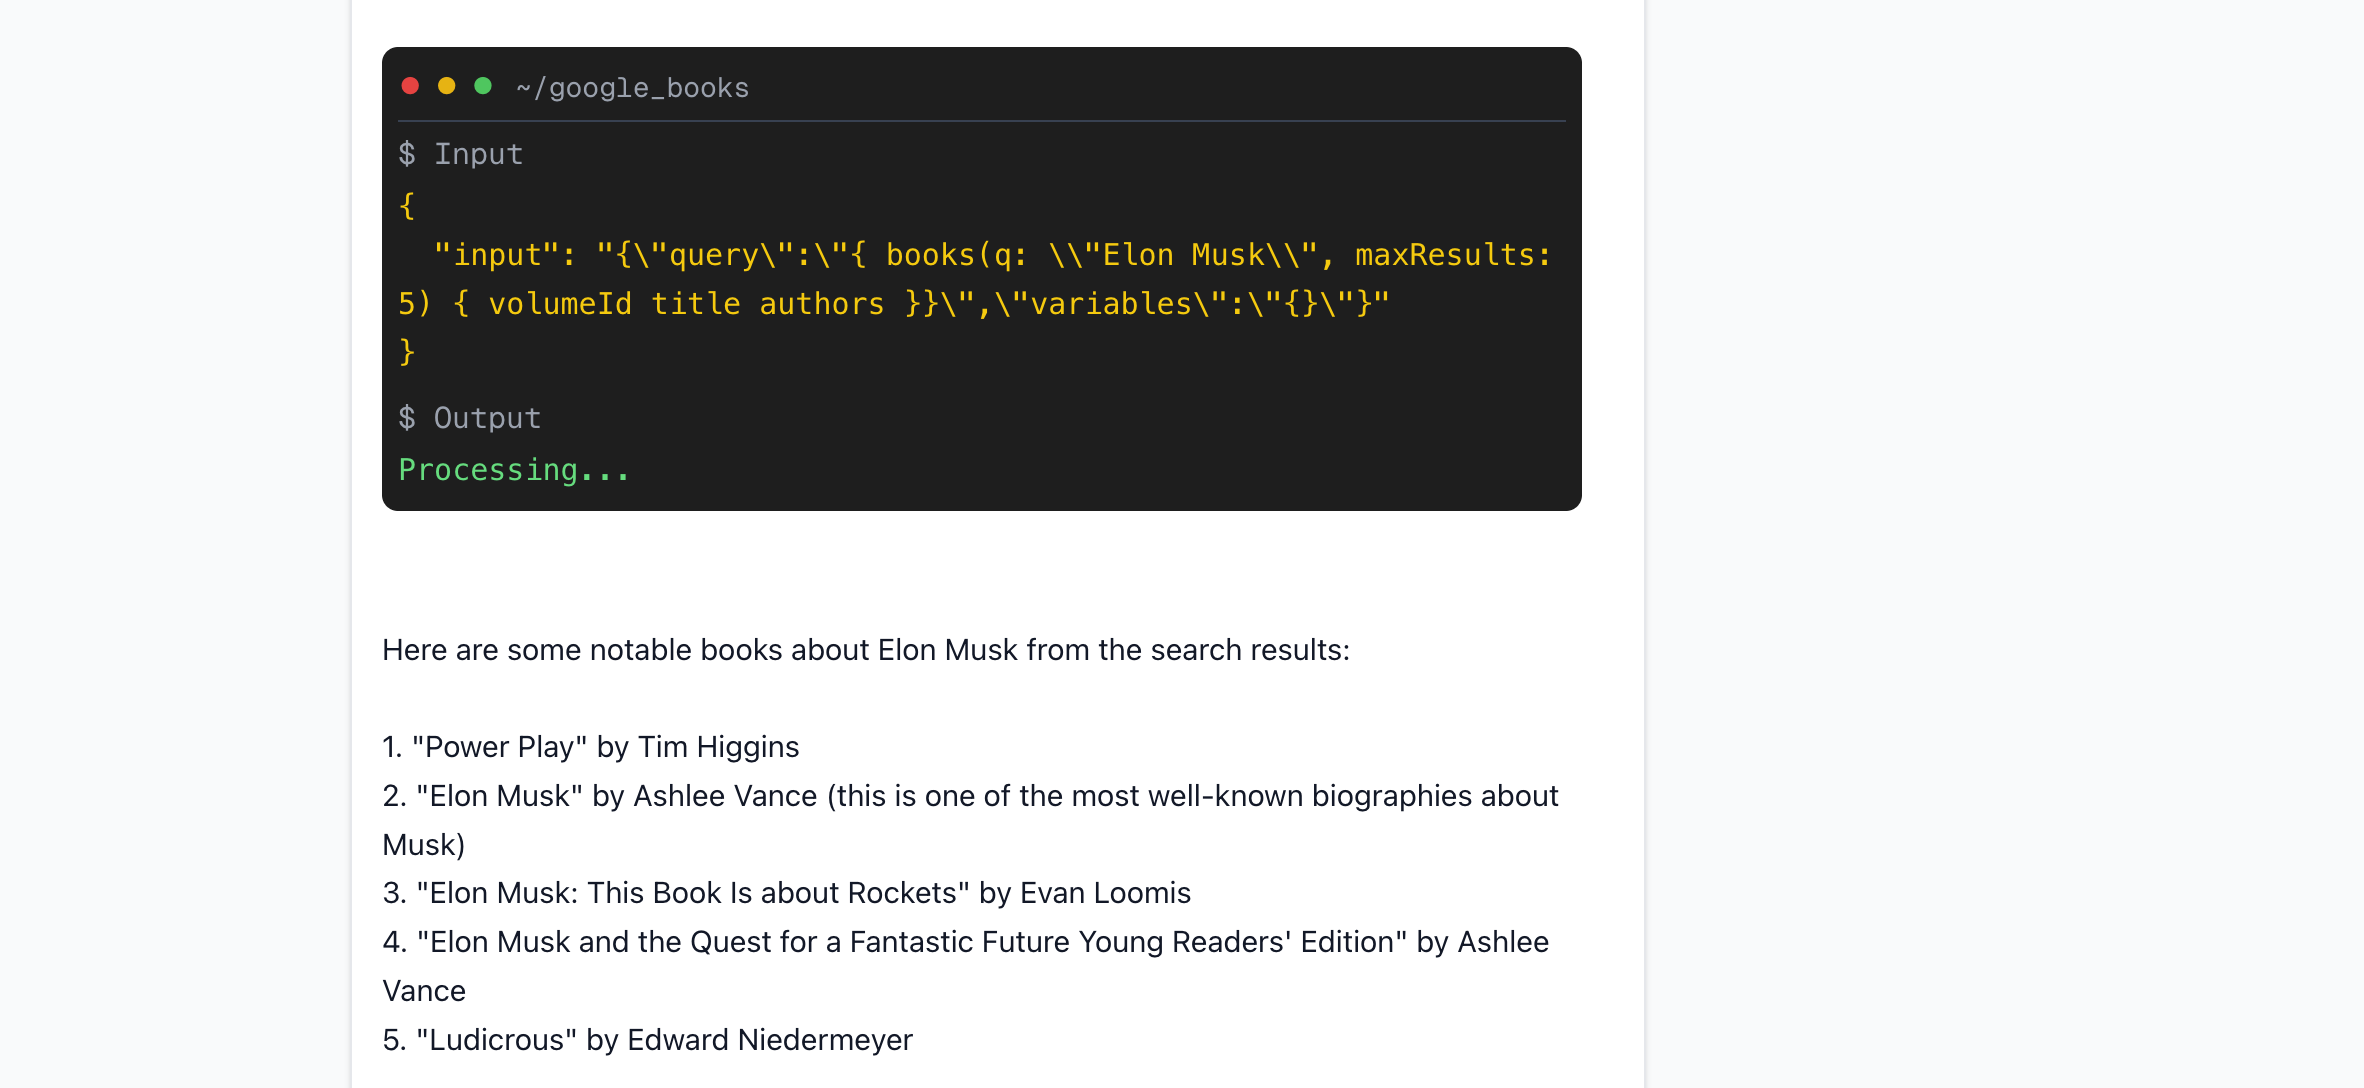 ~/google_books
$ Input
{
"input": "{\"query\":\"{ books(q: \\"Elon Musk\\", maxResults:
5) { volumeId title authors }}\",\"variables\":\"{}\"}"
}
$ Output
Processing...
Here are some notable books about Elon Musk from the search results:
1. "Power Play" by Tim Higgins
2. "Elon Musk" by Ashlee Vance (this is one of the most well-known biographies about
Musk)
3. "Elon Musk: This Book Is about Rockets" by Evan Loomis
4. "Elon Musk and the Quest for a Fantastic Future Young Readers' Edition" by Ashlee
Vance
5. "Ludicrous" by Edward Niedermeyer